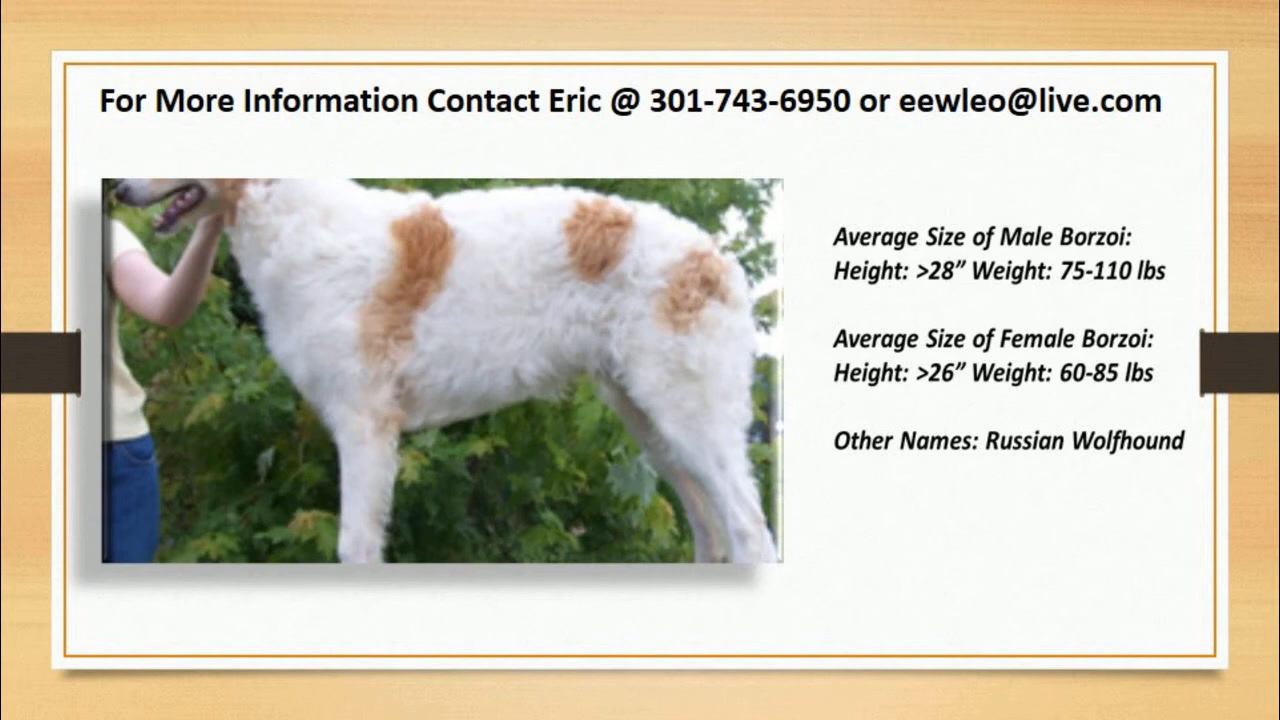 For More Information Contact Eric @ 301-743-6950 or eewleo@live.com
Average Size of Male Borzoi:
Height: >28” Weight: 75-110 lbs
Average Size of Female Borzoi:
Height: >26” Weight: 60-85 lbs
Other Names: Russian Wolfhound